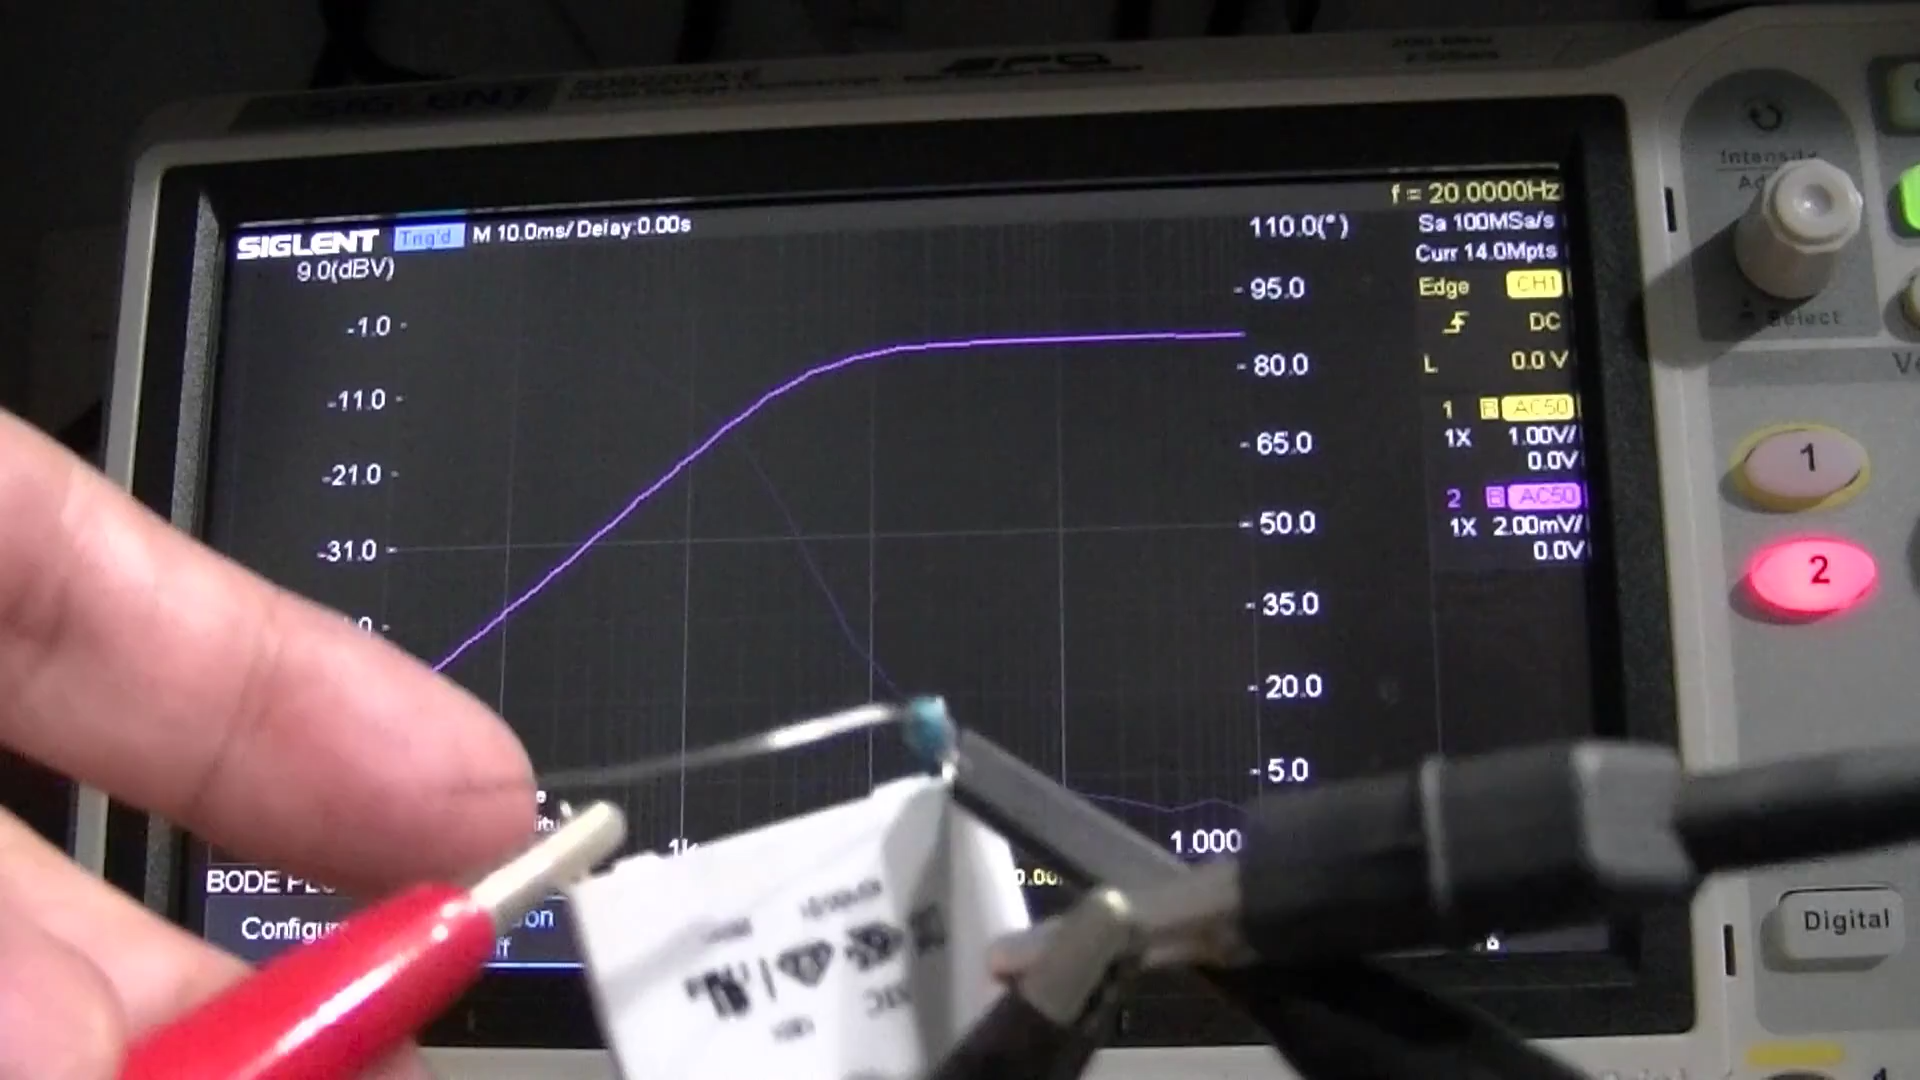 SIGLENT
SIGLENT Trig'd M 10.0ms/ Delay:0.00s
f = 20.0000Hz
9.0(dBV)
110.0(°)
Sa 100MSa/s
Curr 14.0Mpts
-1.0
95.0
Edge CH1
DC
L 0.0 V
-11.0
80.0
1 B AC50
1X 1.00V/
0.0V
-21.0
65.0
2 B AC50
1X 2.00mV/
0.0V
-31.0
50.0
35.0
20.0
5.0
1k
1.000
BODE
Intensity
Select
1
2
Digital